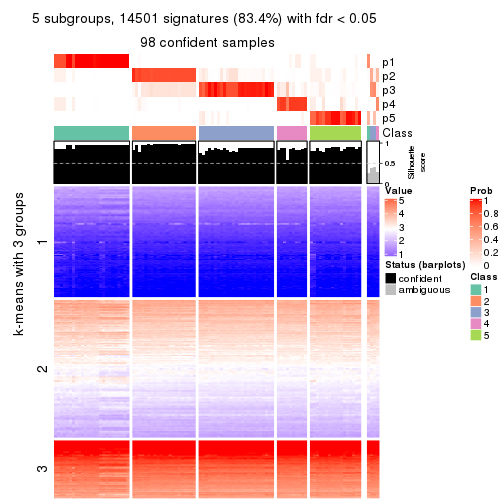 5 subgroups, 14501 signatures (83.4%) with fdr < 0.05
98 confident samples
p1
p2
p3
p4
p5
Class
1
0.5
0
Silhouette
score
k-means with 3 groups
1
2
3
Value
5
4
3
2
1
Status (barplots)
confident
ambiguous
Prob
1
0.8
0.6
0.4
0.2
0
Class
1
2
3
4
5